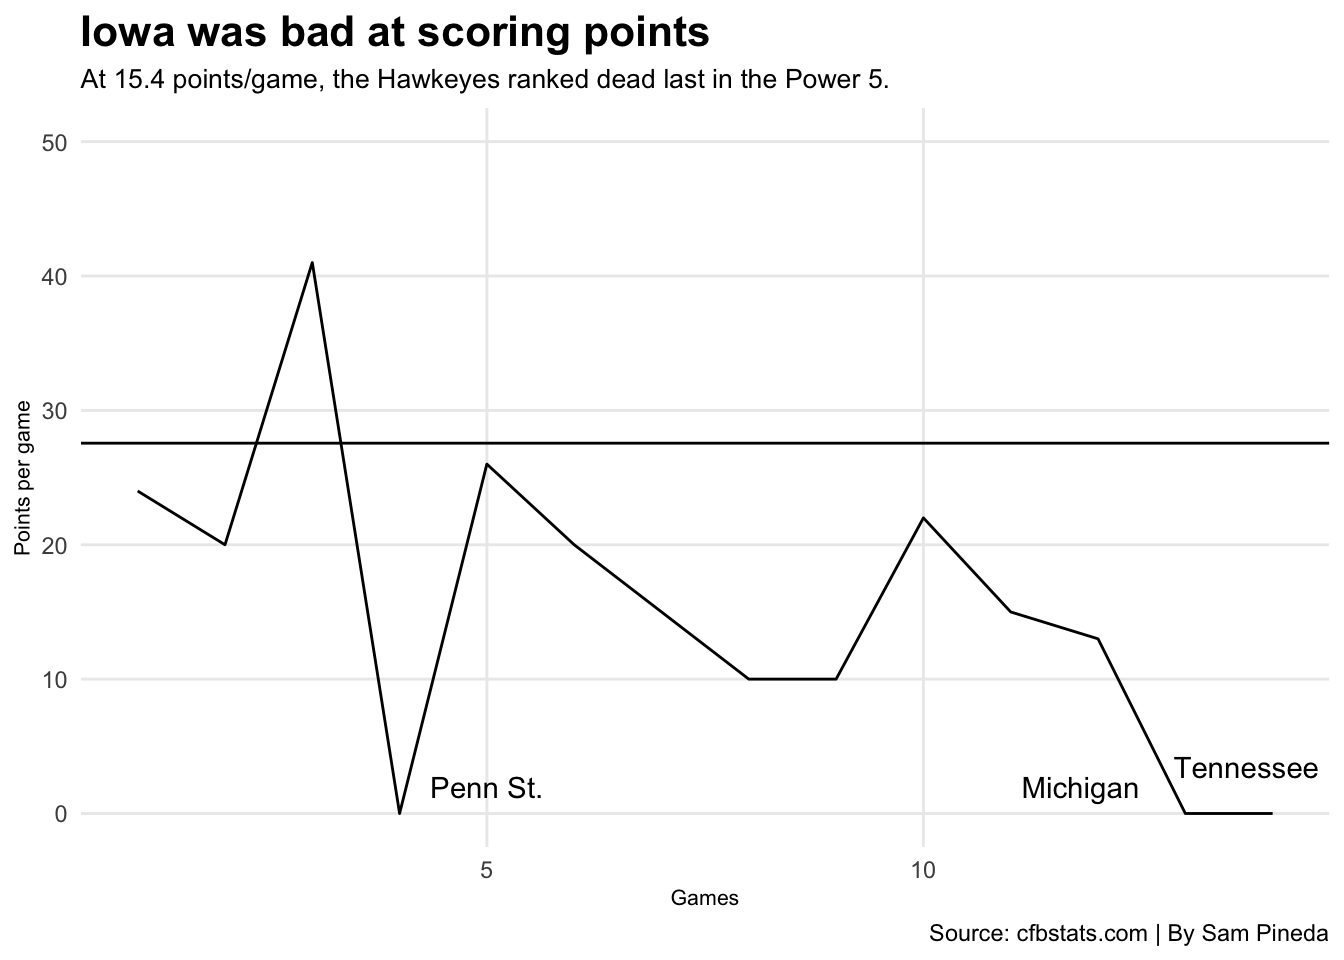 Iowa was bad at scoring points
At 15.4 points/game, the Hawkeyes ranked dead last in the Power 5.
50
40
30
20
10
0
Points per game
Penn St.
Michigan
Tennessee
5
10
Games
Source: cfbstats.com | By Sam Pineda